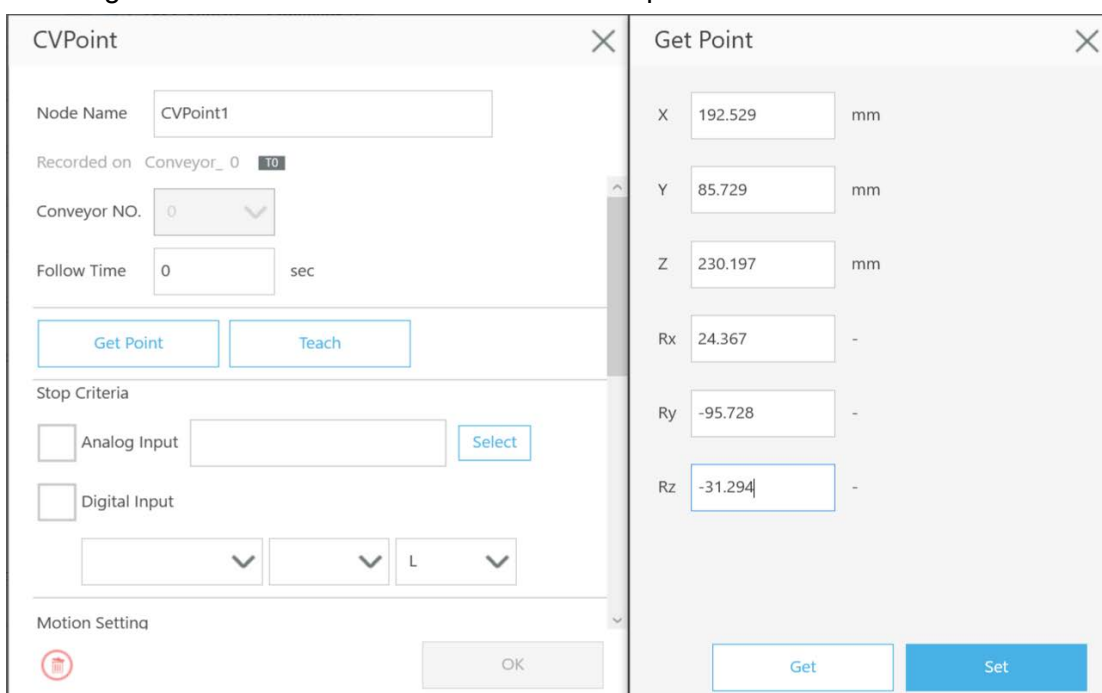 CVPoint
Node Name CVPoint1
Recorded on Conveyor_ 0 T0
Conveyor NO. 0
Follow Time 0 sec
Get Point Teach
Stop Criteria
Analog Input Select
Digital Input
L
Motion Setting
OK
Get Point
X 192.529 mm
Y 85.729 mm
Z 230.197 mm
Rx 24.367 -
Ry -95.728 -
Rz -31.294 -
Get Set